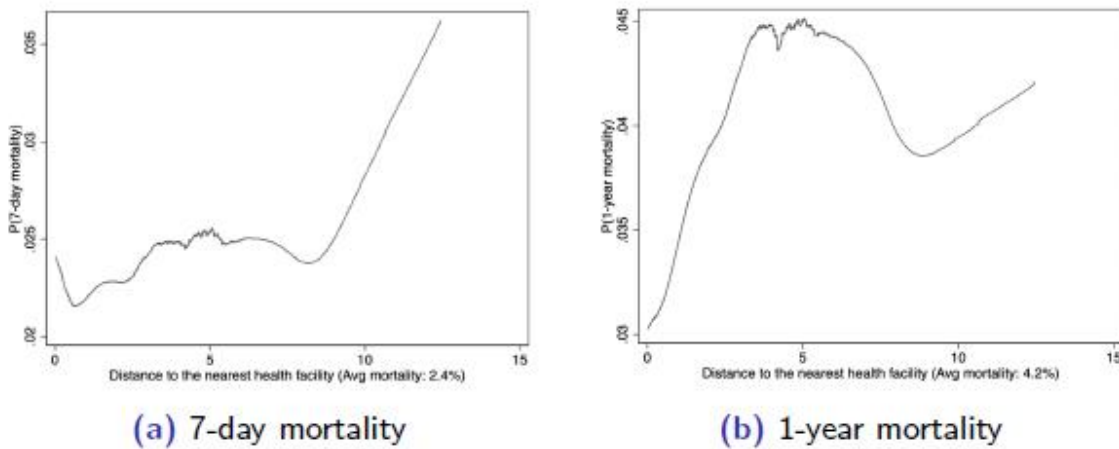 .035
.03
.025
.02
P(7-day mortality)
0
5
10
15
Distance to the nearest health facility (Avg mortality: 2.4%)
(a) 7-day mortality
.045
.04
.035
.03
P(1-year mortality)
0
5
10
15
Distance to the nearest health facility (Avg mortality: 4.2%)
(b) 1-year mortality